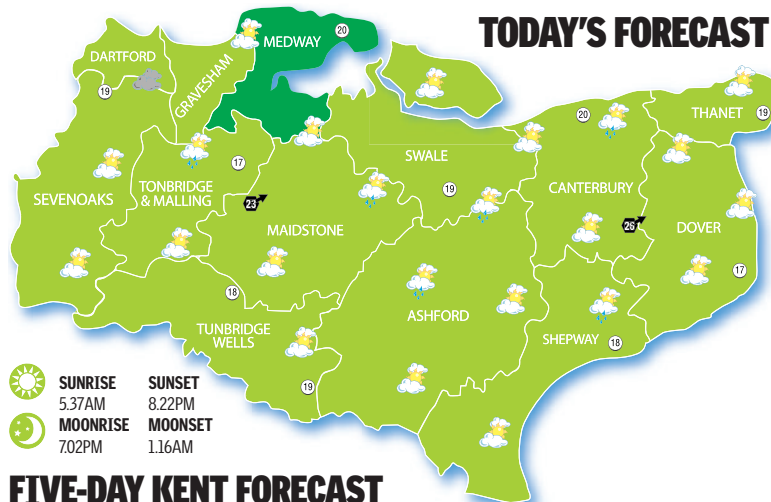 TODAY'S FORECAST
MEDWAY
20
DARTFORD
GRAVESHAM
19
20
THANET
19
17
SWALE
19
SEVENOAKS
TONBRIDGE
& MALLING
CANTERBURY
23
MAIDSTONE
26
DOVER
17
18
TUNBRIDGE
WELLS
ASHFORD
SHEPWAY
18
19
SUNRISE SUNSET
5.37AM 8.22PM
MOONRISE MOONSET
7.02PM 1.16AM
FIVE-DAY KENT FORECAST